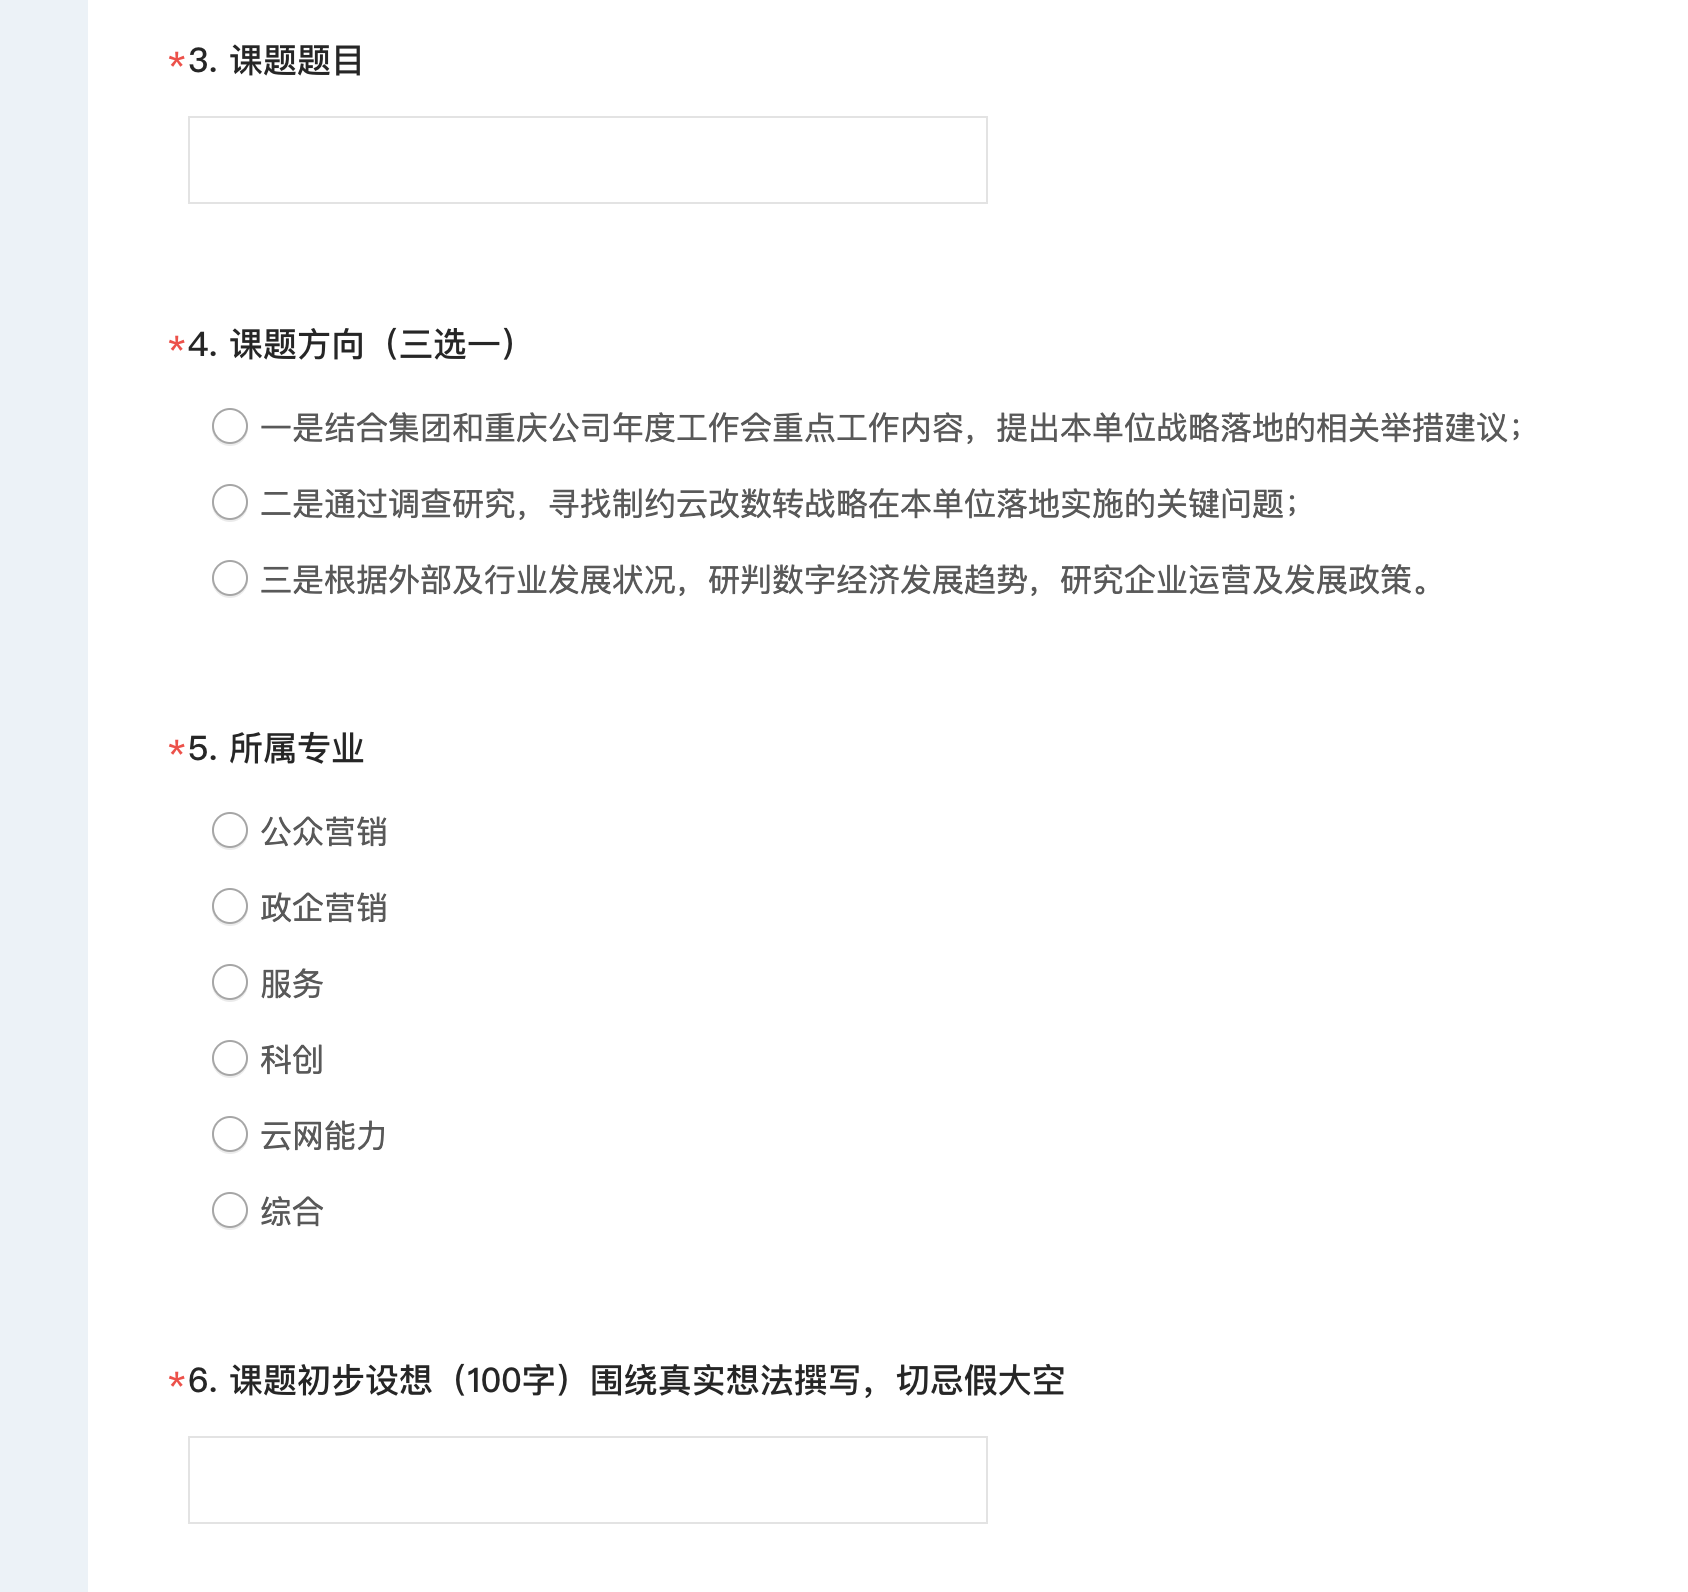 *3. 课题题目
*4. 课题方向（三选一）
一是结合集团和重庆公司年度工作会重点工作内容，提出本单位战略落地的相关举措建议；
二是通过调查研究，寻找制约云改数转战略在本单位落地实施的关键问题；
三是根据外部及行业发展状况，研判数字经济发展趋势，研究企业运营及发展政策。
*5. 所属专业
公众营销
政企营销
服务
科创
云网能力
综合
*6. 课题初步设想（100字）围绕真实想法撰写，切忌假大空